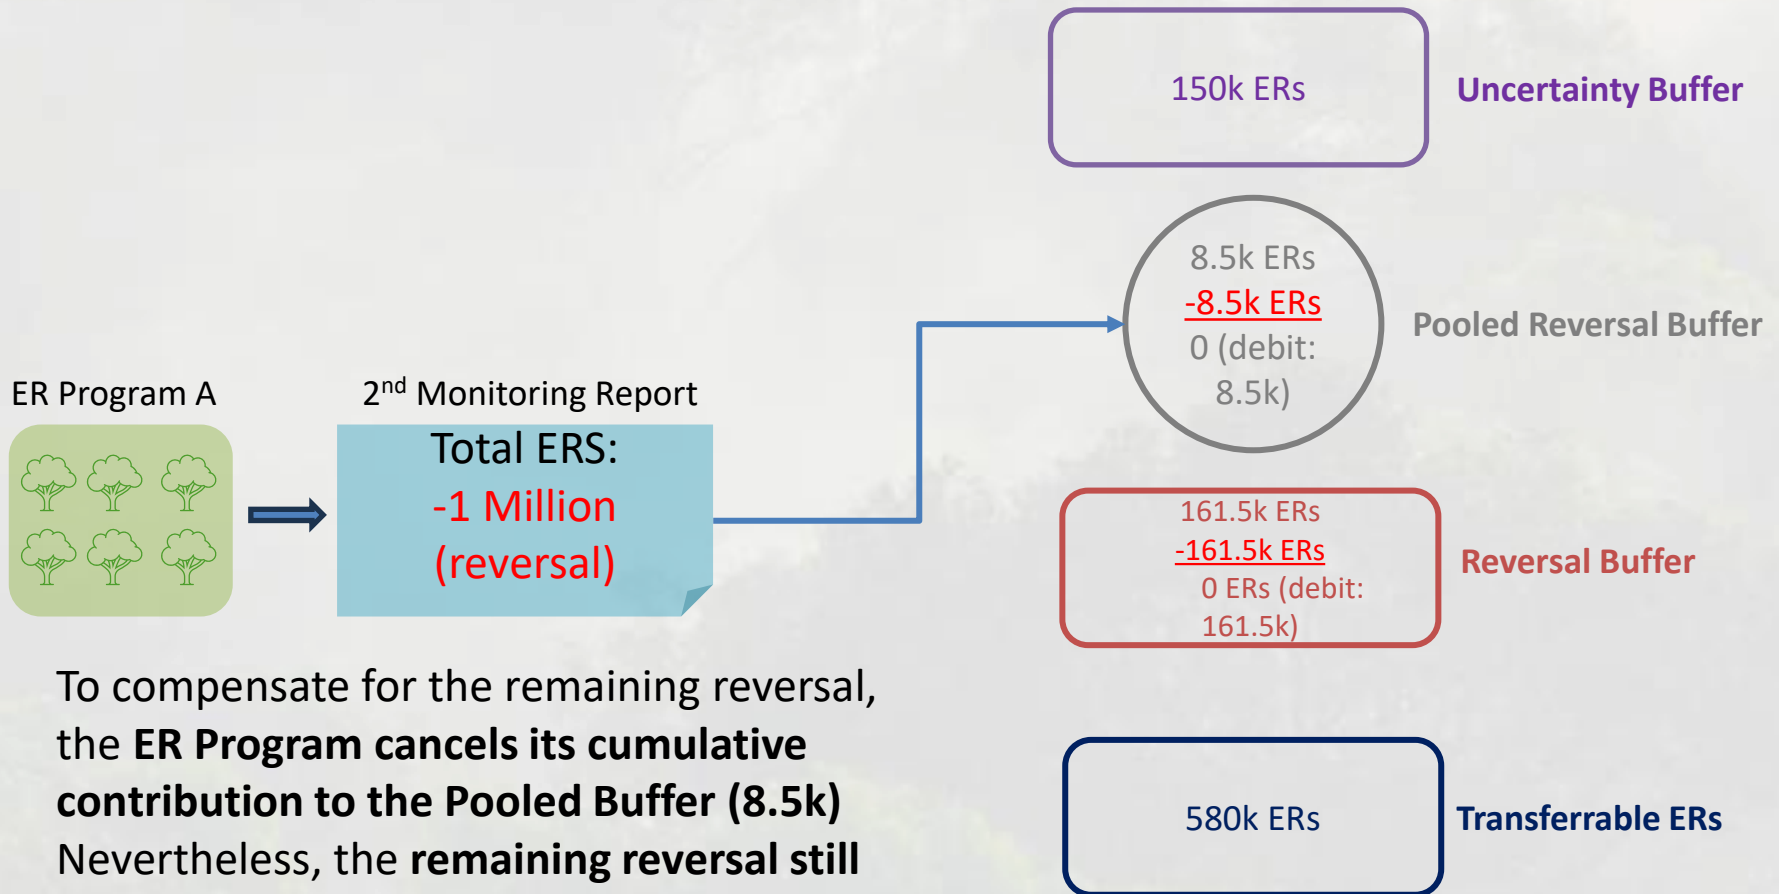 150k ERs
Uncertainty Buffer
8.5k ERs
-8.5k ERs
0 (debit:
8.5k)
Pooled Reversal Buffer
ER Program A
2nd Monitoring Report
Total ERS:
-1 Million
(reversal)
161.5k ERs
-161.5k ERs
0 ERs (debit:
161.5k)
Reversal Buffer
To compensate for the remaining reversal,
the ER Program cancels its cumulative
contribution to the Pooled Buffer (8.5k)
Nevertheless, the remaining reversal still
580k ERs
Transferrable ERs